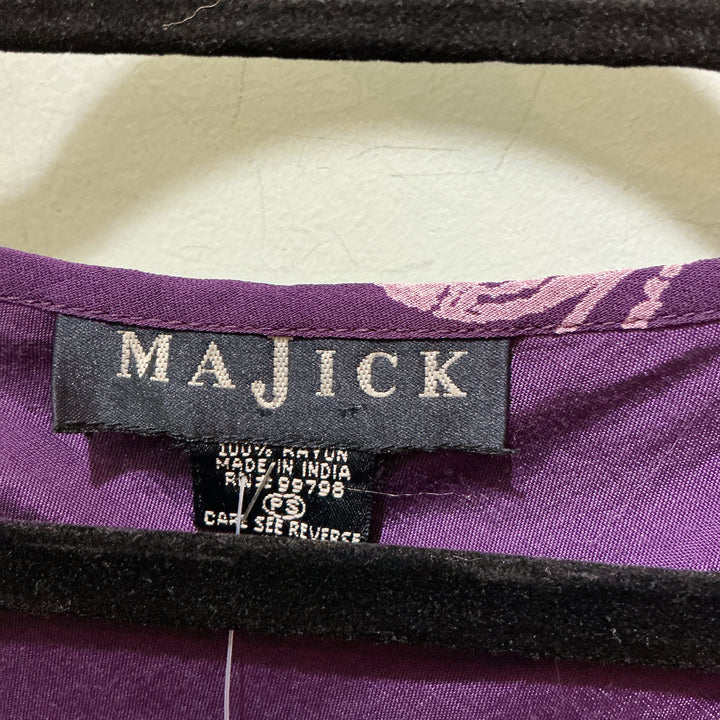 MAJICK
100% RAYON
MADE IN INDIA
RN# 99798
PS
CARE SEE REVERSE